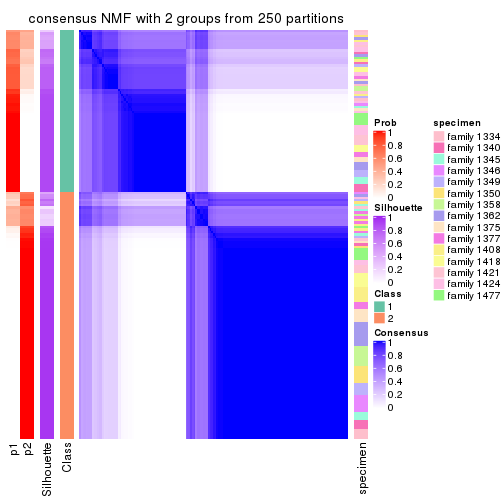 consensus NMF with 2 groups from 250 partitions
Prob
1
0.8
0.6
0.4
0.2
0
Silhouette
1
0.8
0.6
0.4
0.2
0
Class
1
2
Consensus
1
0.8
0.6
0.4
0.2
0
specimen
family 1334
family 1340
family 1345
family 1346
family 1349
family 1350
family 1358
family 1362
family 1375
family 1377
family 1408
family 1418
family 1421
family 1424
family 1477
p1
p2
Silhouette
Class
specimen